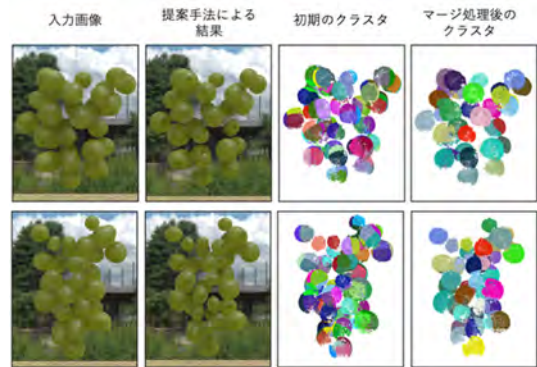 入力画像
提案手法による
結果
初期のクラスタ
マージ処理後の
クラスタ